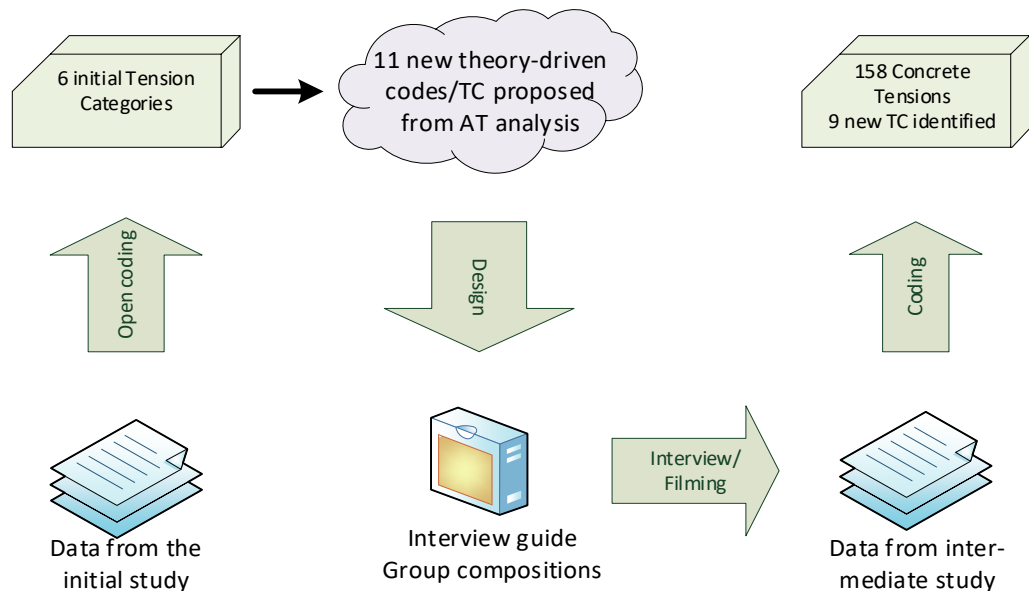 6 initial Tension
Categories
11 new theory-driven
codes/TC proposed
from AT analysis
158 Concrete
Tensions
9 new TC identified
Open coding
Design
Coding
Interview/
Filming
Data from the
initial study
Interview guide
Group compositions
Data from inter-
mediate study